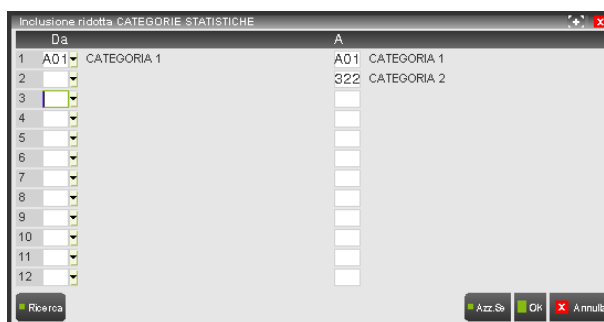 Inclusione ridotta CATEGORIE STATISTICHE
Da A
1 A01 CATEGORIA 1 A01 CATEGORIA 1
2 322 CATEGORIA 2
3
4
5
6
7
8
9
10
11
12
Ricerca Azz.Se Ok X Annulla